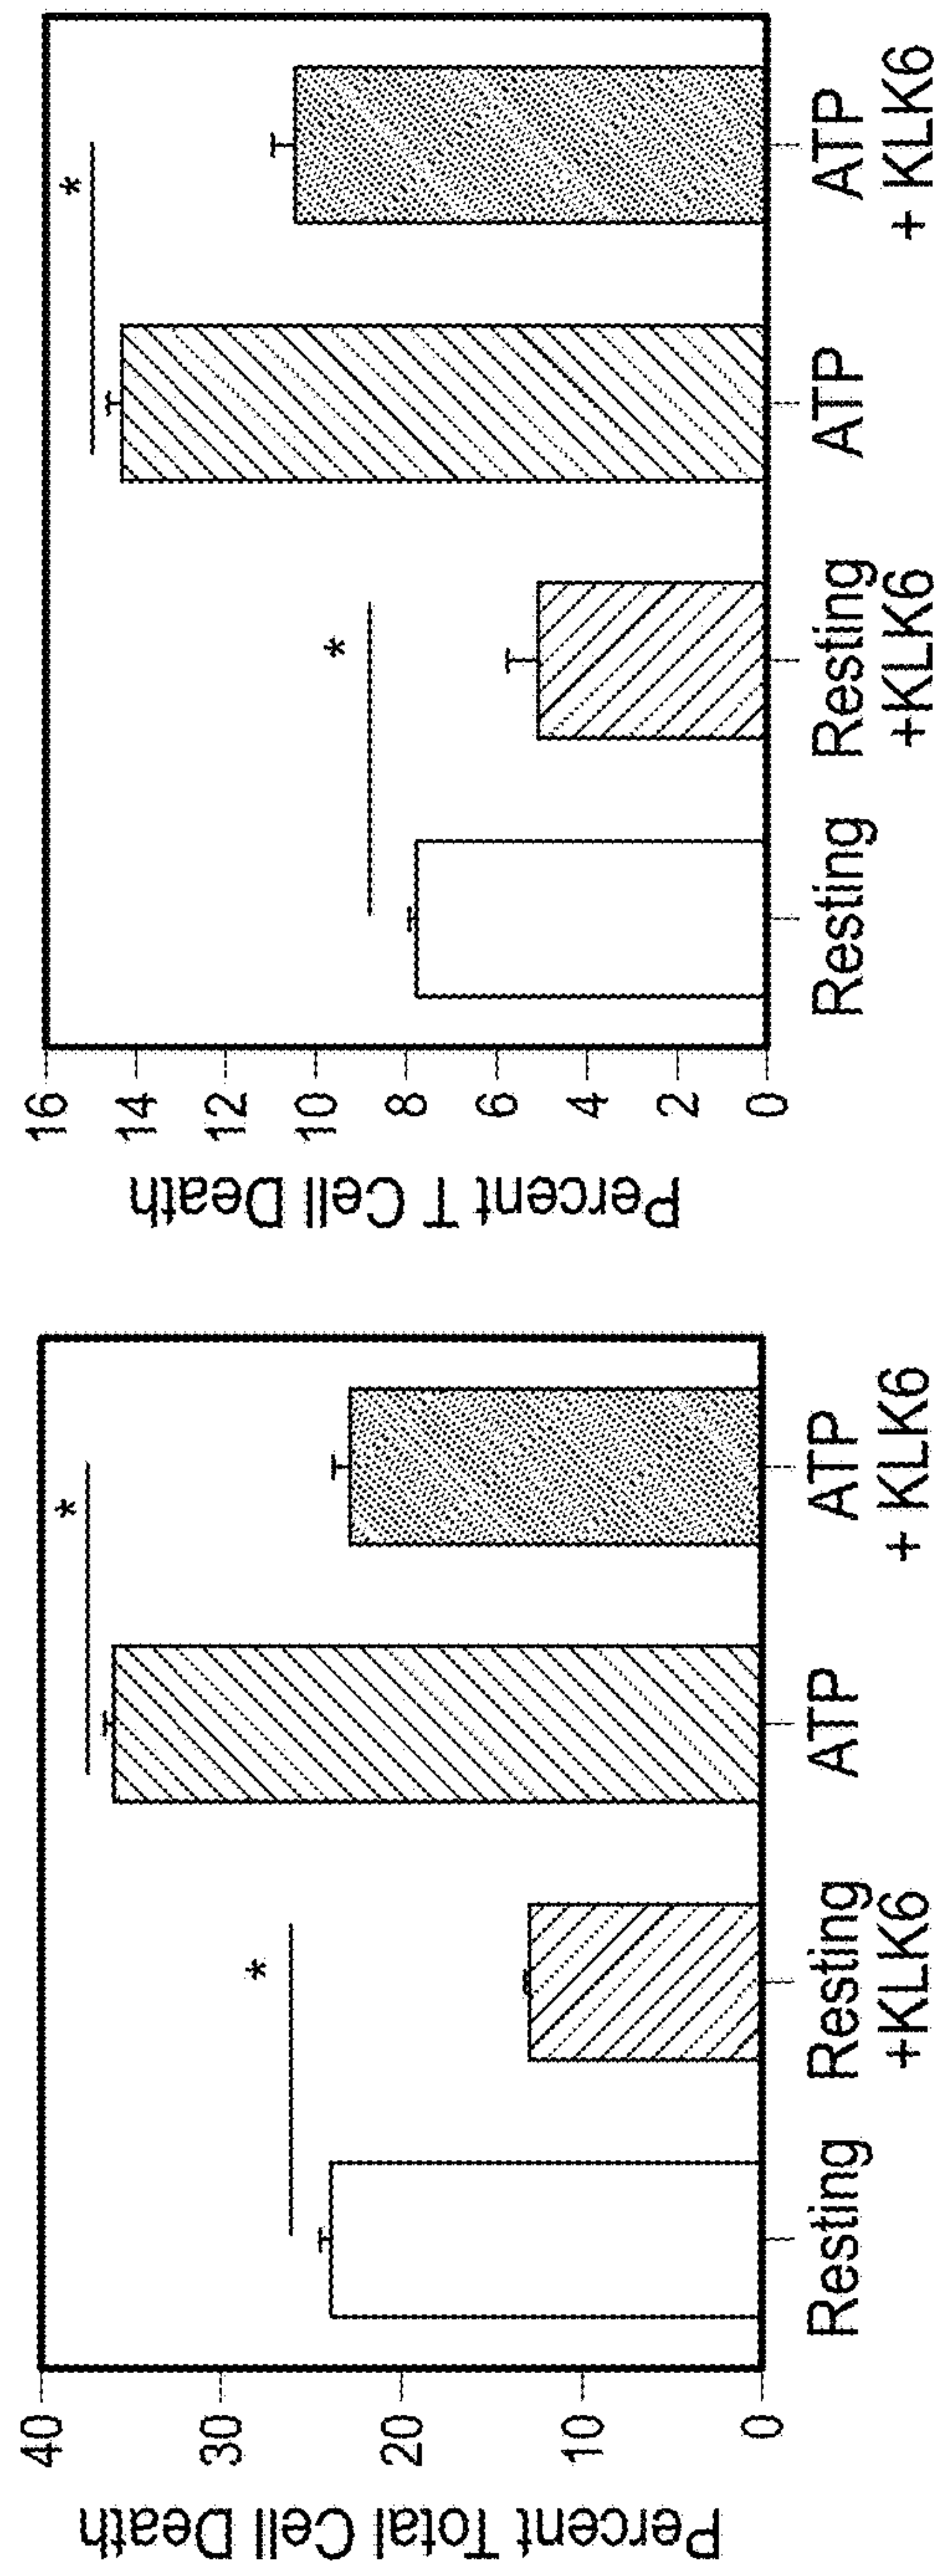 Percent Total Cell Death
40
30
20
10
0
*
*
Resting
Resting
+KLK6
ATP
ATP
+ KLK6
Percent T Cell Death
16
14
12
10
8
6
4
2
0
*
*
Resting
Resting
+KLK6
ATP
ATP
+ KLK6